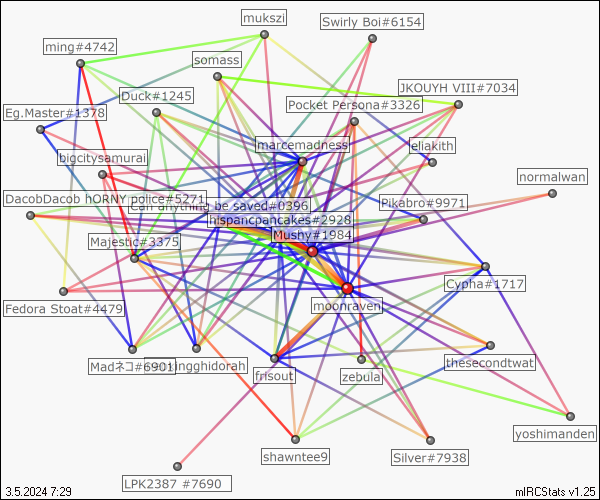 mukszi
Swirly Boi#6154
ming#4742
somass
JKOUYH VIII#7034
Duck#1245
Pocket Persona#3326
Eg.Master#1378
marcemadness
eliakith
bigcitysamurai
normalwan
DacobDacob hORNY police#5271
Can anything be saved#0396
Pikabro#9971
hispanicpancakes#2928
Mushy#1984
Majestic#3375
Cypha#1717
Fedora Stoat#4479
moonraven
Madネコ#6901
ingghidorah
frisout
zebula
thesecondtwat
yoshimanden
shawntee9
Silver#7938
LPK2387 #7690
3.5.2024 7:29
mIRCStats v1.25